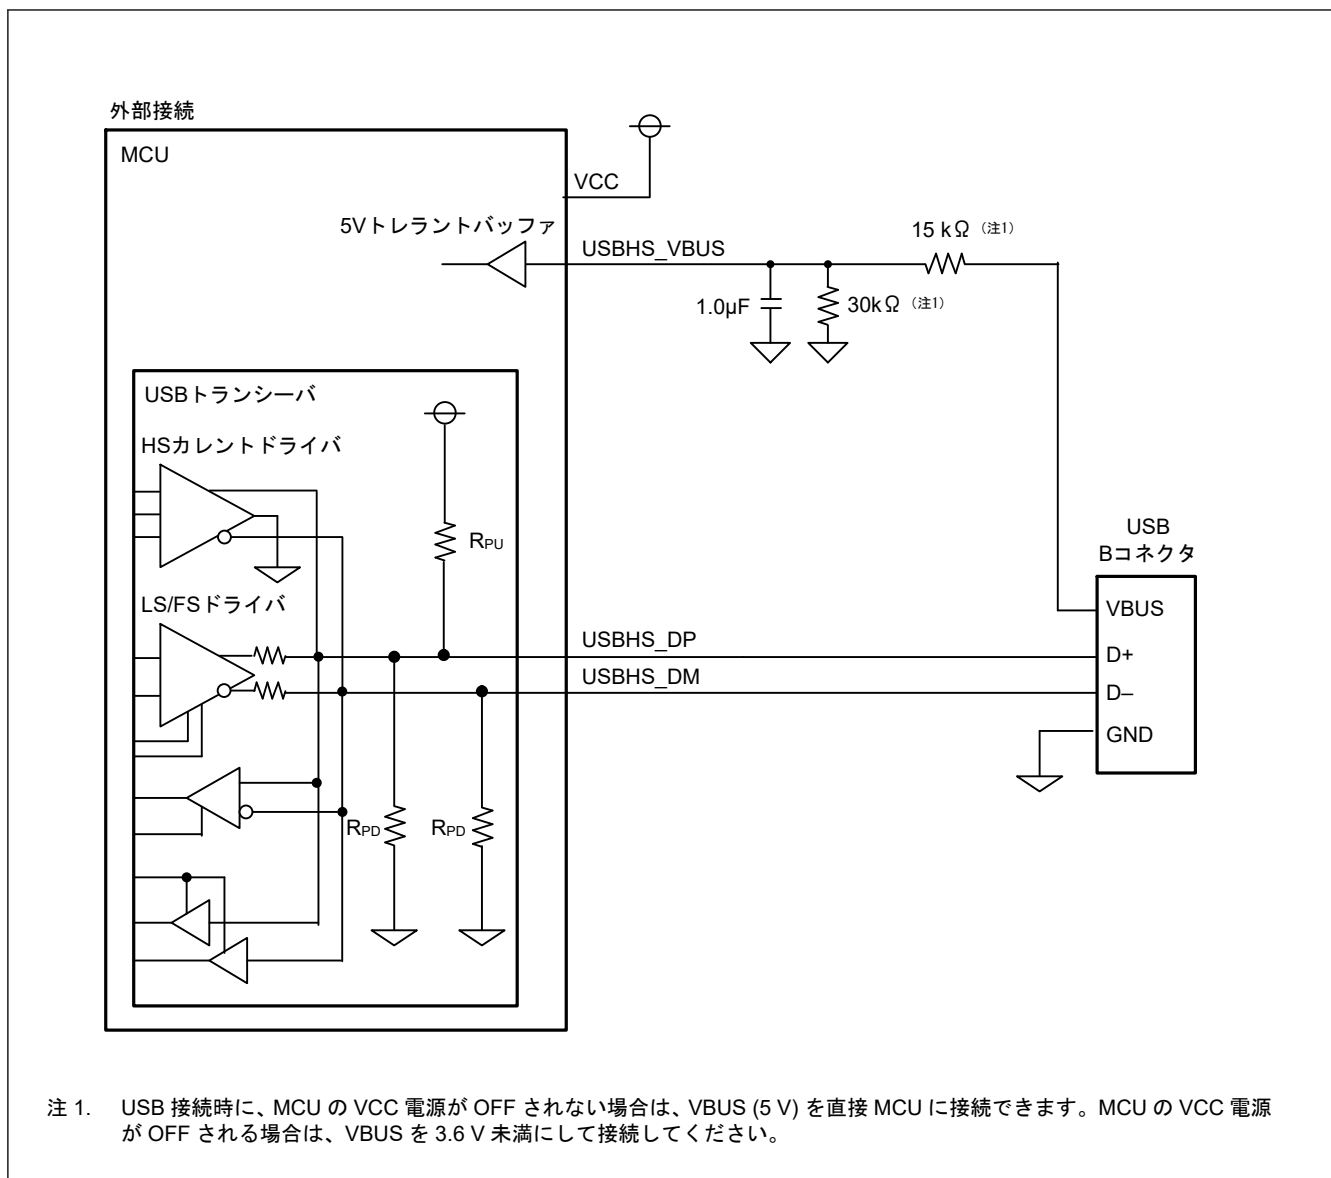 外部接続
MCU
VCC
5Vトレラントバッファ
USBHS_VBUS
15 kΩ (注1)
1.0µF
30kΩ (注1)
USBトランシーバ
HSカレントドライバ
RPU
USB
Bコネクタ
LS/FSドライバ
VBUS
USBHS_DP
D+
USBHS_DM
D–
GND
RPD
RPD
注 1. USB 接続時に、MCU の VCC 電源が OFF されない場合は、VBUS (5 V) を直接 MCU に接続できます。MCU の VCC 電源
が OFF される場合は、VBUS を 3.6 V 未満にして接続してください。